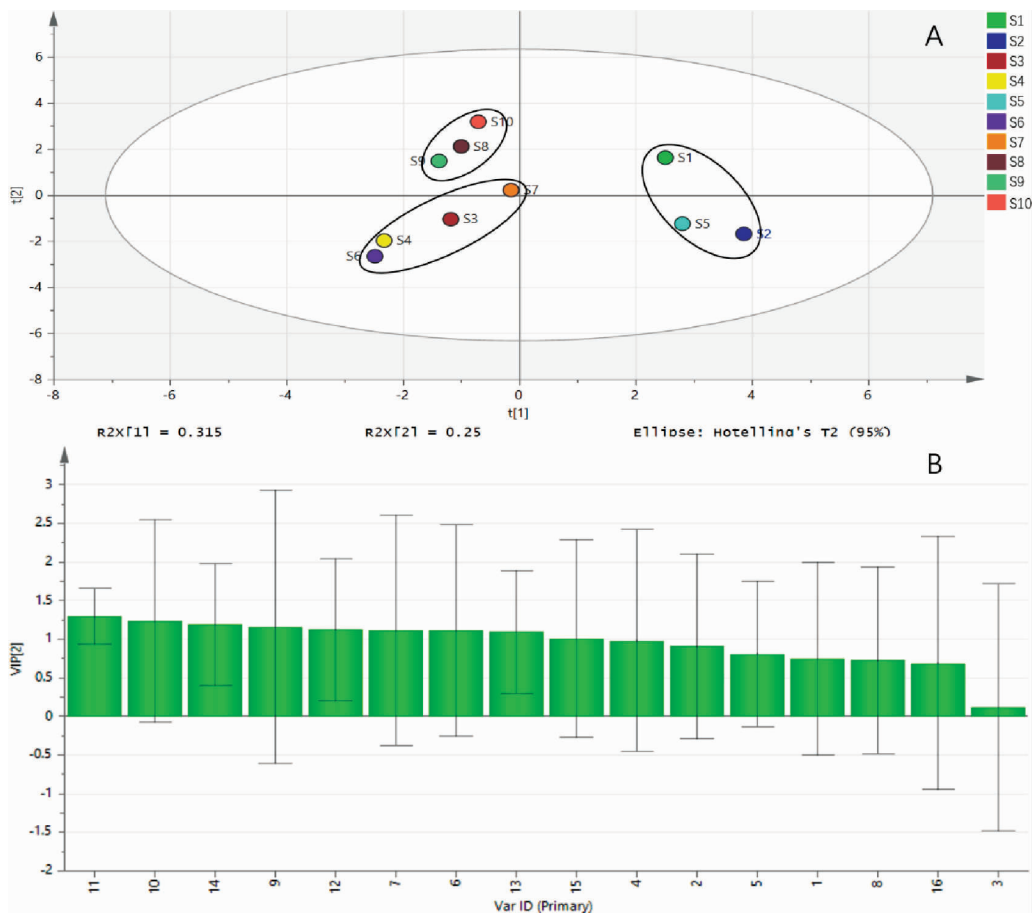 A
S1
S2
S3
S4
S5
S6
S7
S8
S9
S10
6
4
2
0
-2
-4
-6
-8
t[2]
S10
S8
S9
S7
S3
S4
S6
S1
S5
S2
-8 -6 -4 -2 0 2 4 6
t[1]
R2X[1] = 0.315 R2X[2] = 0.25 Ellipse: Hotelling's T2 (95%)
B
3
2.5
2
1.5
1
0.5
0
-0.5
-1
-1.5
-2
VIP[2]
11 10 14 9 12 7 6 13 15 4 2 5 1 8 16 3
Var ID (Primary)